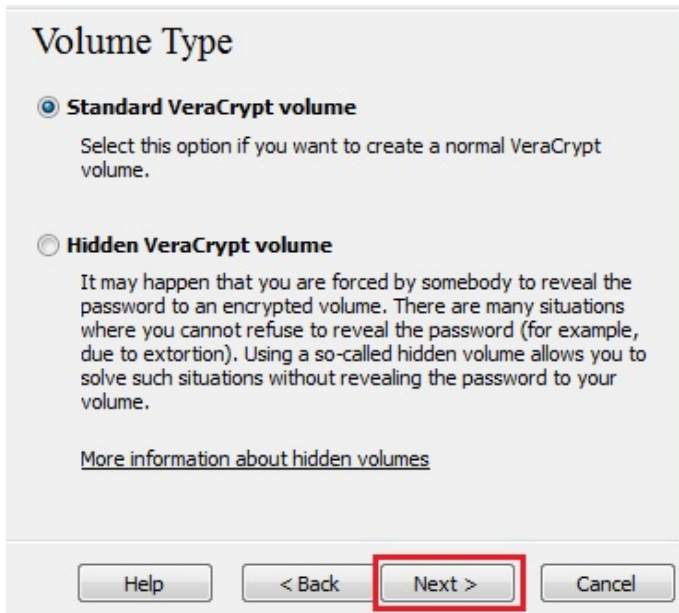 Volume Type
Standard VeraCrypt volume
Select this option if you want to create a normal VeraCrypt
volume.
Hidden VeraCrypt volume
It may happen that you are forced by somebody to reveal the
password to an encrypted volume. There are many situations
where you cannot refuse to reveal the password (for example,
due to extortion). Using a so-called hidden volume allows you to
solve such situations without revealing the password to your
volume.
More information about hidden volumes
Help < Back Next > Cancel